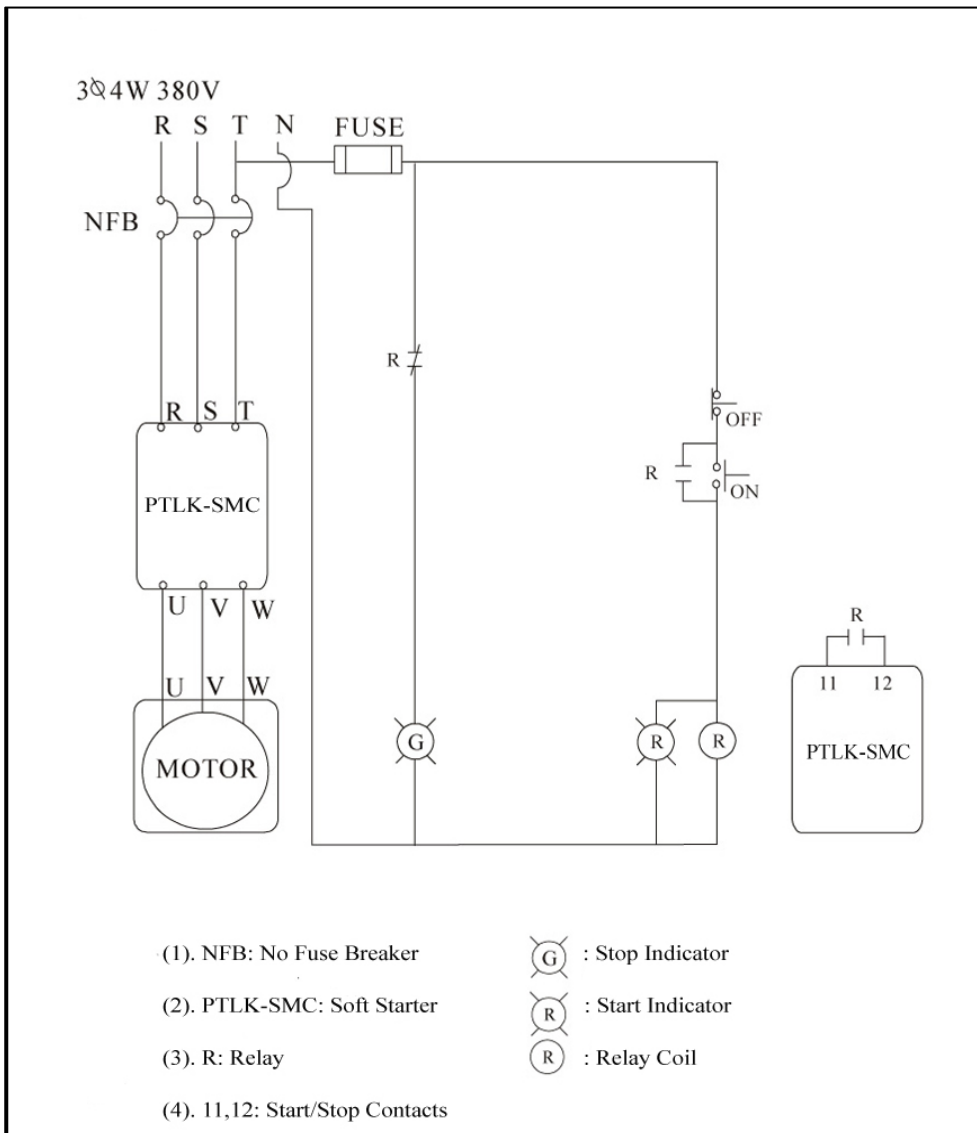 3Ø4W 380V
R S T N FUSE
NFB
R
OFF
R
ON
R S T
PTLK-SMC
U V W
U V W
MOTOR
G
R
R
R
11 12
PTLK-SMC
(1). NFB: No Fuse Breaker
G : Stop Indicator
(2). PTLK-SMC: Soft Starter
R : Start Indicator
(3). R: Relay
R : Relay Coil
(4). 11,12: Start/Stop Contacts